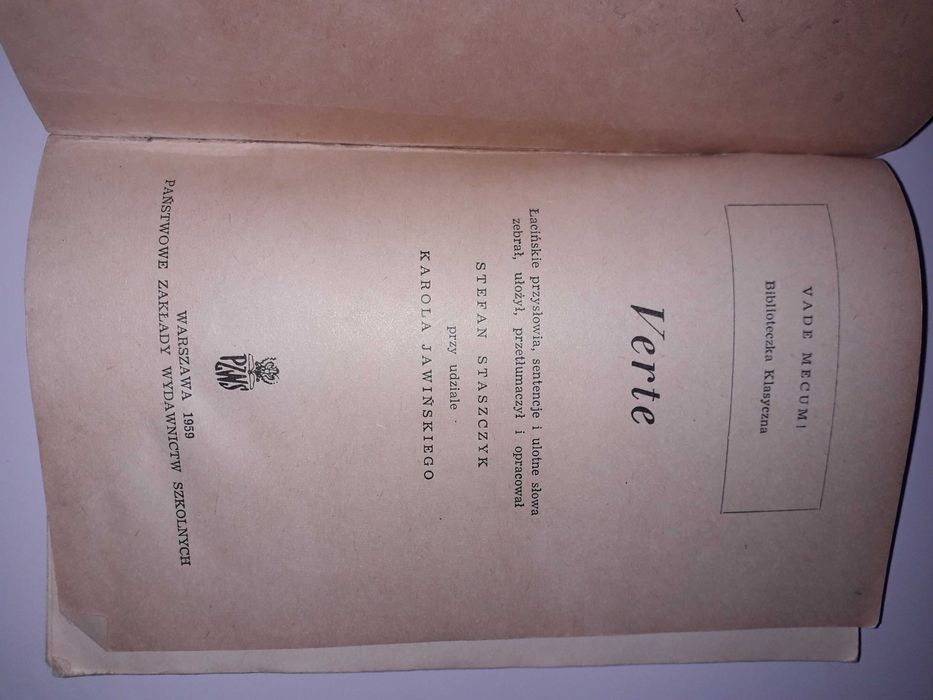 VADE MECUM!
Biblioteczka Klasyczna
Verte
Łacińskie przysłowia, sentencje i ulotne słowa
zebrał, ułożył, przetłumaczył i opracował
STEFAN STASZCZYK
przy udziale
KAROLA JAWIŃSKIEGO
PZWS
WARSZAWA 1959
PAŃSTWOWE ZAKŁADY WYDAWNICTW SZKOLNYCH